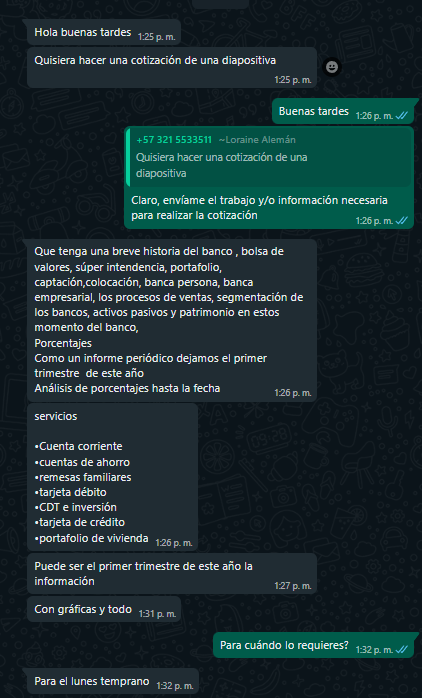 Hola buenas tardes
1:25 p. m.
Quisiera hacer una cotización de una diapositiva
1:25 p. m.
Buenas tardes
1:26 p. m.
+57 321 5533511 ~Loraine Alemán
Quisiera hacer una cotización de una
diapositiva
Claro, envíame el trabajo y/o información necesaria
para realizar la cotización
1:26 p. m.
Que tenga una breve historia del banco , bolsa de
valores, súper intendencia, portafolio,
captación,colocación, banca persona, banca
empresarial, los procesos de ventas, segmentación de
los bancos, activos pasivos y patrimonio en estos
momento del banco,
Porcentajes
Como un informe periódico dejamos el primer
trimestre de este año
Análisis de porcentajes hasta la fecha
1:26 p. m.
servicios
•Cuenta corriente
•cuentas de ahorro
•remesas familiares
•tarjeta débito
•CDT e inversión
•tarjeta de crédito
•portafolio de vivienda
1:26 p. m.
Puede ser el primer trimestre de este año la
información
1:27 p. m.
Con gráficas y todo
1:31 p. m.
Para cuándo lo requieres?
1:32 p. m.
Para el lunes temprano
1:32 p. m.